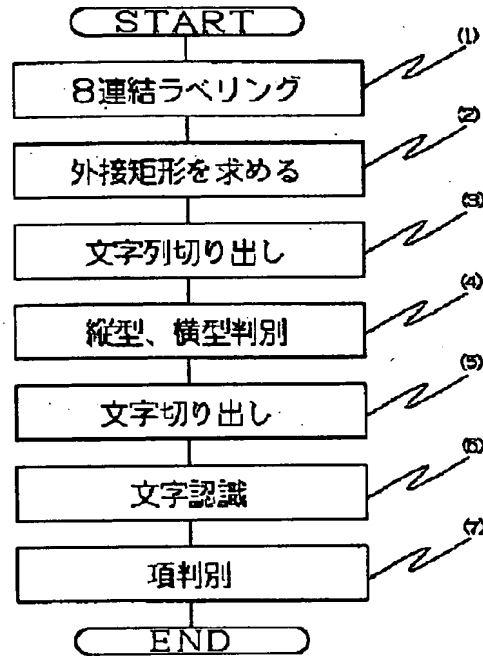 START
(1)
8連結ラベリング
(2)
外接矩形を求める
(3)
文字列切り出し
(4)
縦型、横型判別
(5)
文字切り出し
(6)
文字認識
(7)
項判別
END